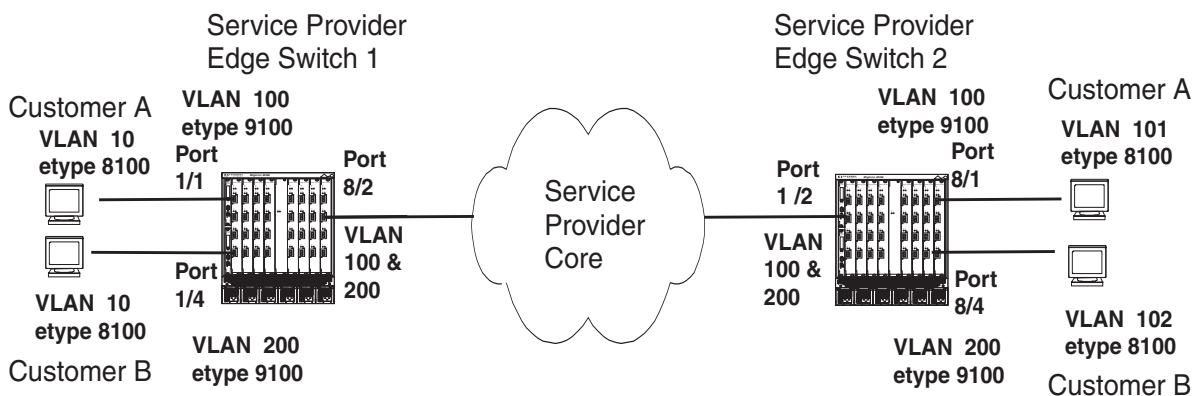 Service Provider
Edge Switch 1
Service Provider
Edge Switch 2
Customer A
VLAN 10
etype 8100
VLAN 100
etype 9100
Port
1/1
Port
8/2
VLAN
100 &
200
Port
1/4
VLAN 10
etype 8100
Customer B
VLAN 200
etype 9100
Service
Provider
Core
VLAN 100
etype 9100
Port
8/1
Port
1 /2
VLAN
100 &
200
Customer A
VLAN 101
etype 8100
Port
8/4
VLAN 102
etype 8100
Customer B
VLAN 200
etype 9100